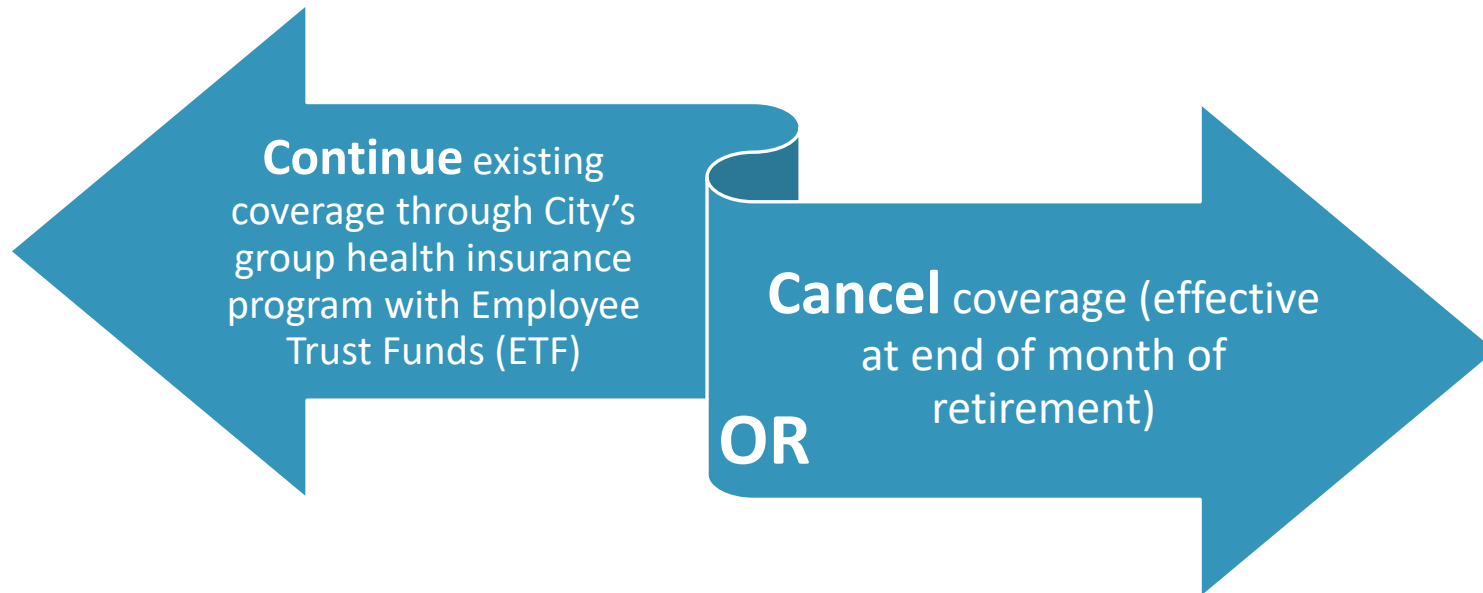 Continue existing
coverage through City’s
group health insurance
program with Employee
Trust Funds (ETF)
OR
Cancel coverage (effective
at end of month of
retirement)